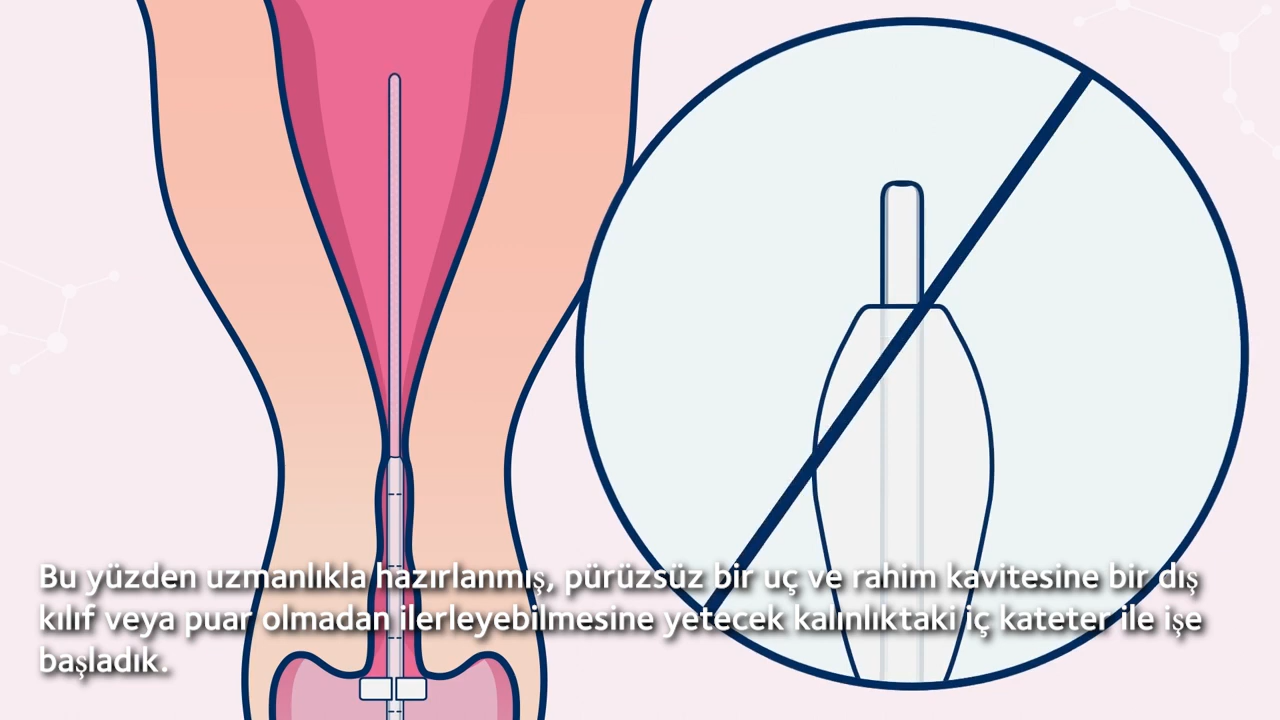 Bu yüzden uzmanlıkla hazırlanmış, pürüzsüz bir uç ve rahim kavitesine bir dış
kılıf veya puar olmadan ilerleyebilmesine yetecek kalınlıktaki iç kateter ile işe
başladık.